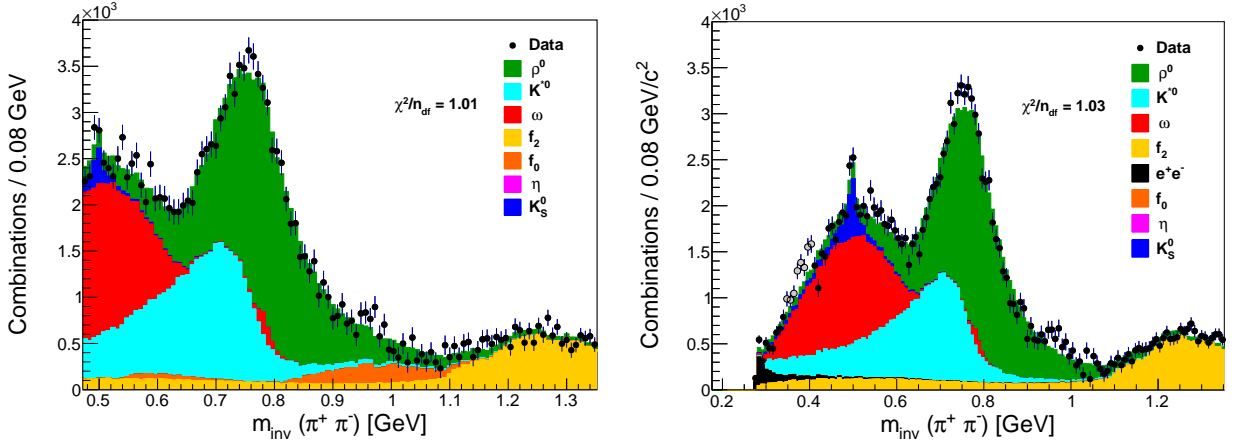 ×10³
4
3.5
3
2.5
2
1.5
1
0.5
0
Combinations / 0.08 GeV
0.5 0.6 0.7 0.8 0.9 1 1.1 1.2 1.3
m_inv (π⁺ π⁻) [GeV]
χ²/n_df = 1.01
Data
ρ⁰
K*⁰
ω
f₂
f₀
η
K⁰_S
×10³
4
3.5
3
2.5
2
1.5
1
0.5
0
Combinations / 0.08 GeV/c²
0.2 0.4 0.6 0.8 1 1.2
m_inv (π⁺ π⁻) [GeV]
χ²/n_df = 1.03
Data
ρ⁰
K*⁰
ω
f₂
e⁺e⁻
f₀
η
K⁰_S